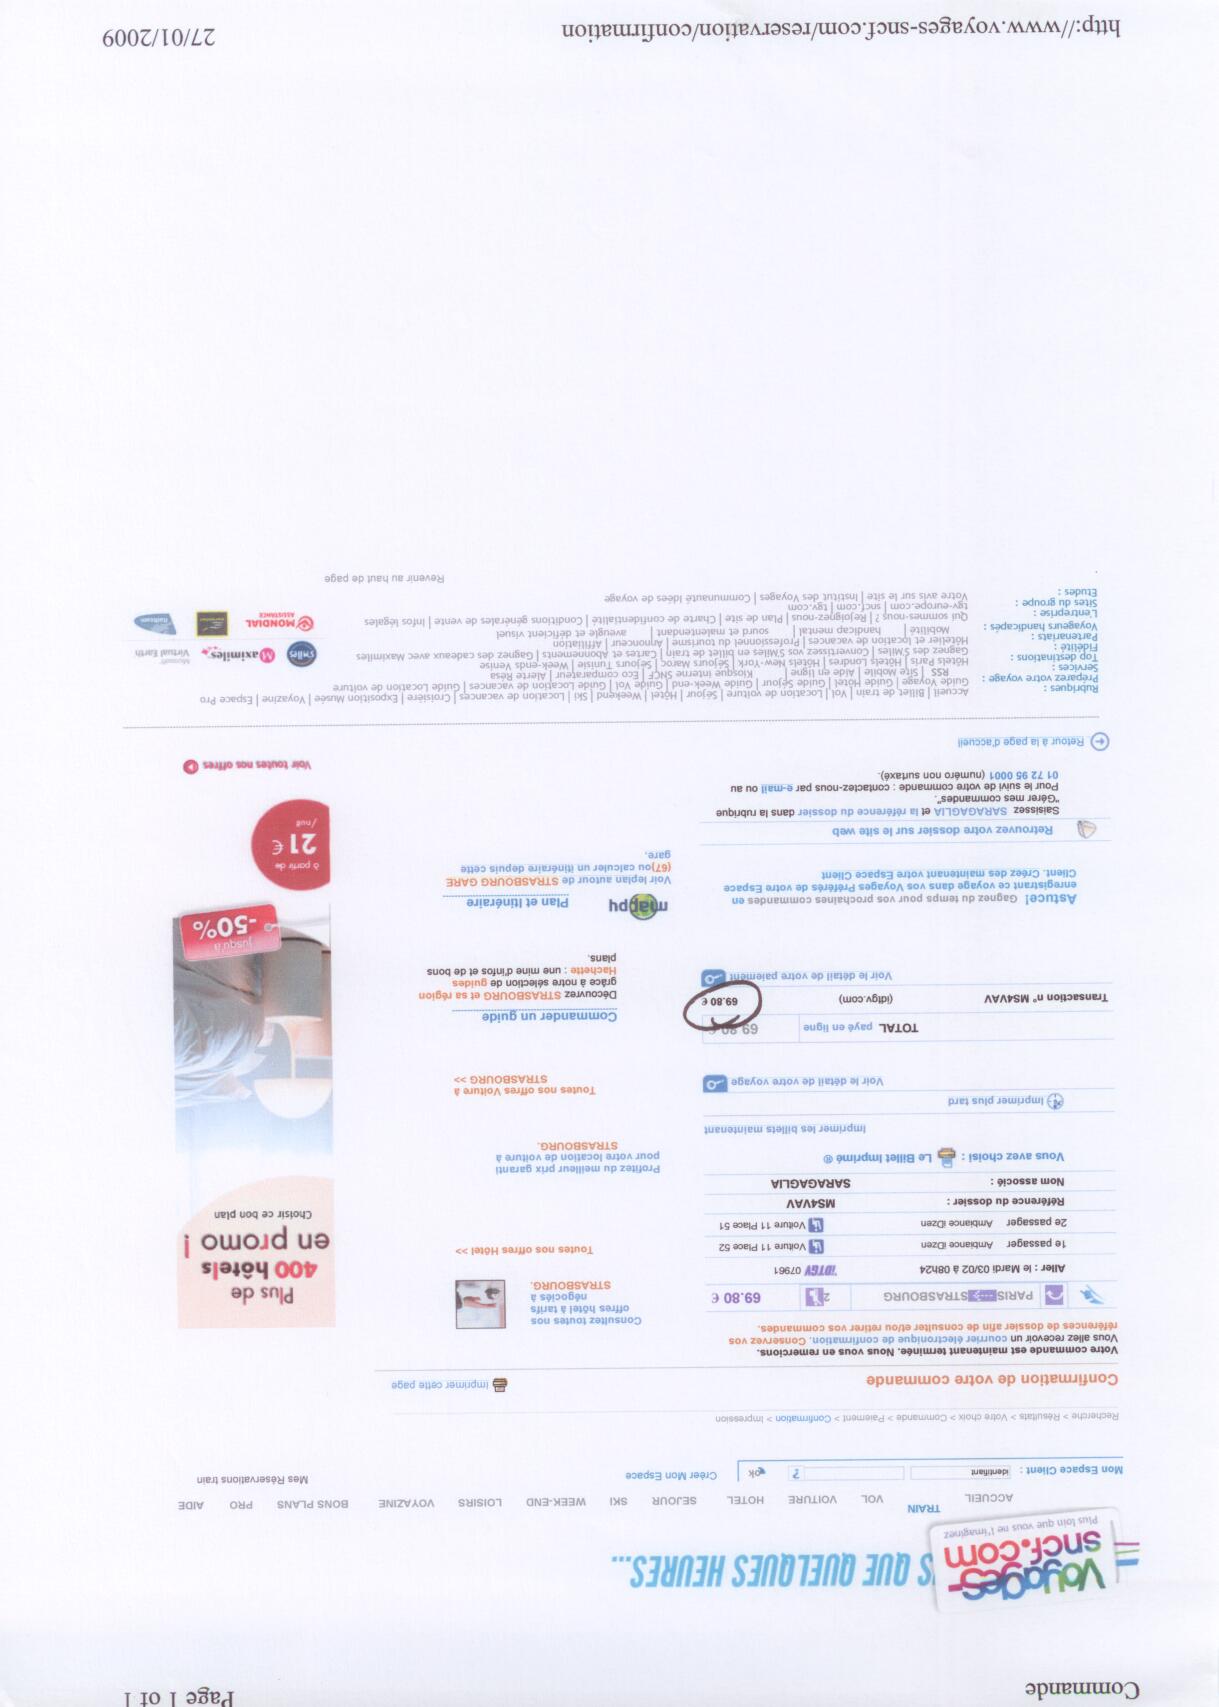 Commande
Page 1 of 1
Voyages-
sncf.com
Plus loin que vous ne l'imaginez
S QUE QUELQUES HEURES...
ACCUEIL TRAIN VOL VOITURE HOTEL SEJOUR SKI WEEK-END LOISIRS VOYAZINE BONS PLANS PRO AIDE
Mon Espace Client : identifiant ? ok Créer Mon Espace
Mes Réservations train
Recherche > Résultats > Votre choix > Commande > Paiement > Confirmation > Impression
Confirmation de votre commande
imprimer cette page
Votre commande est maintenant terminée. Nous vous en remercions.
Vous allez recevoir un courrier électronique de confirmation. Conservez vos
références de dossier afin de consulter et/ou retirer vos commandes.
PARIS STRASBOURG 2 69.80 €
Aller : le Mardi 03/02 à 08h24 iDTGV 07961
1e passager Ambiance iDzen Voiture 11 Place 52
2e passager Ambiance iDzen Voiture 11 Place 51
Référence du dossier : MS4VAV
Nom associé : SARAGAGLIA
Vous avez choisi : Le Billet Imprimé ®
Imprimer les billets maintenant
Imprimer plus tard
Voir le détail de votre voyage
TOTAL payé en ligne 69.80 €
Transaction n° MS4VAV (idtgv.com) 69.80 €
Voir le détail de votre paiement
Astuce! Gagnez du temps pour vos prochaines commandes en
enregistrant ce voyage dans vos Voyages Préférés de votre Espace
Client. Créez des maintenant votre Espace Client
Retrouvez votre dossier sur le site web
Saisissez SARAGAGLIA et la référence du dossier dans la rubrique
"Gérer mes commandes".
Pour le suivi de votre commande : contactez-nous par e-mail ou au
01 72 95 0001 (numéro non surtaxé).
Retour à la page d'accueil
Consultez toutes nos
offres hôtel à tarifs
négociés à
STRASBOURG.
Toutes nos offres Hôtel >>
Profitez du meilleur prix garanti
pour votre location de voiture à
STRASBOURG.
Toutes nos offres Voiture à
STRASBOURG >>
Commander un guide
Découvrez STRASBOURG et sa région
grâce à notre sélection de guides
Hachette : une mine d'infos et de bons
plans.
mappy Plan et Itinéraire
Voir leplan autour de STRASBOURG GARE
(67)ou calculer un itinéraire depuis cette
gare.
Plus de
400 hôtels
en promo !
Choisir ce bon plan
jusqu'à
-50%
à partir de
21 €
/nuit
Voir toutes nos offres
Rubriques : Accueil | Billet de train | Vol | Location de voiture | Séjour | Hôtel | Weekend | Ski | Location de vacances | Croisière | Exposition Musée | Voyazine | Espace Pro
Préparez votre voyage : Guide Voyage | Guide Hôtel | Guide Séjour | Guide Week-end | Guide Vol | Guide Location de vacances | Guide Location de voiture
Services : RSS | Site Mobile | Aide en ligne | Kiosque interne SNCF | Eco comparateur | Alerte Résa
Top destinations : Hôtels Paris | Hôtels Londres | Hôtels New-York | Séjours Maroc | Séjours Tunisie | Week-ends Venise
Fidélité : Gagnez des S'Miles | Convertissez vos S'Miles en billet de train | Cartes et Abonnements | Gagnez des cadeaux avec Maximiles
Partenariats : Hôtelier et location de vacances | Professionnel du tourisme | Annonceur | Affiliation
Voyageurs handicapés : Mobilité | handicap mental | sourd et malentendant | aveugle et déficient visuel
L'entreprise : Qui sommes-nous ? | Rejoignez-nous | Plan de site | Charte de confidentialité | Conditions générales de vente | Infos légales
Sites du groupe : tgv-europe.com | sncf.com | tgv.com
Etudes : Votre avis sur le site | Institut des Voyages | Communauté Idées de voyage
S'Miles Maximiles Microsoft Virtual Earth
MONDIAL
ASSISTANCE
Revenir au haut de page
http://www.voyages-sncf.com/reservation/confirmation
27/01/2009